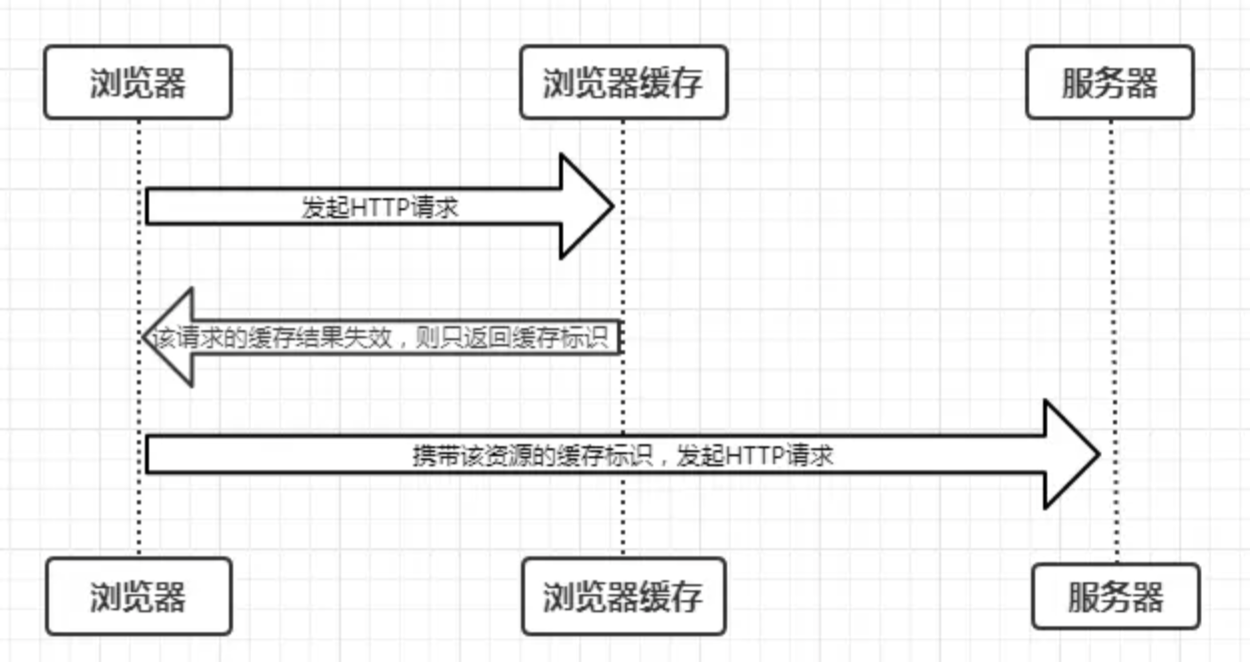 浏览器
浏览器缓存
服务器
发起HTTP请求
该请求的缓存结果失效，则只返回缓存标识
携带该资源的缓存标识，发起HTTP请求
浏览器
浏览器缓存
服务器